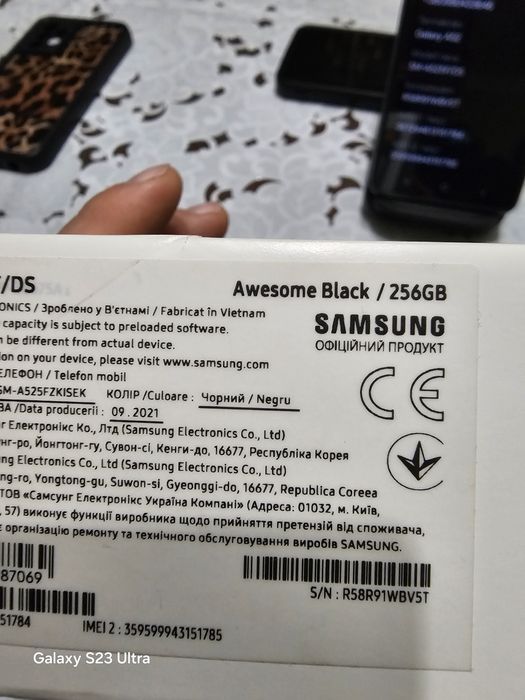 Galaxy A52
/DS
Awesome Black / 256GB
ONICS / Зроблено у В'єтнамі / Fabricat în Vietnam
capacity is subject to preloaded software.
be different from actual device.
on your device, please visit www.samsung.com
SAMSUNG
ОФІЦІЙНИЙ ПРОДУКТ
ЕЛЕФОН / Telefon mobil
SM-A525FZKISEK КОЛІР /Culoare : Чорний / Negru
ВА /Data producerii : 09.2021
г Електронікс Ко., Лтд (Samsung Electronics Co., Ltd)
нг-ро, Йонгтонг-гу, Сувон-сі, Кенги-до, 16677, Республіка Корея
ng Electronics Co., Ltd (Samsung Electronics Co., Ltd)
ng-ro, Yongtong-gu, Suwon-si, Gyeonggi-do, 16677, Republica Coreea
ТОВ «Самсунг Електронікс Україна Компані» (Адреса: 01032, м. Київ,
, 57) виконує функції виробника щодо прийняття претензій від споживача,
є організацію ремонту та технічного обслуговування виробів SAMSUNG.
CE
87069
S/N : R58R91WBV5T
51784
IMEI 2 : 359599943151785
Galaxy S23 Ultra